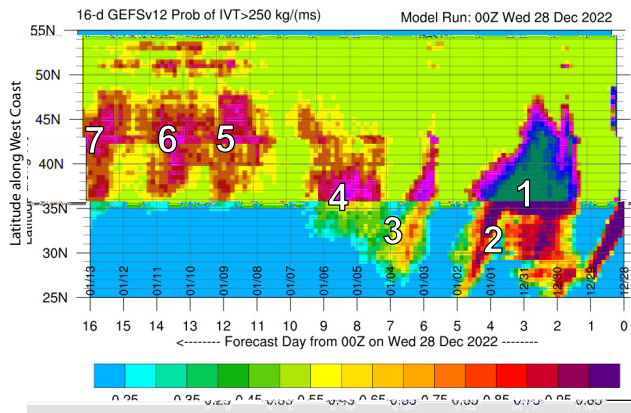 16-d GEFSv12 Prob of IVT>250 kg/(ms)
Model Run: 00Z Wed 28 Dec 2022
55N
50N
45N
40N
35N
30N
25N
Latitude along West Coast
7
6
5
4
3
2
1
01/13
01/12
01/11
01/10
01/09
01/08
01/07
01/06
01/05
01/04
01/03
01/02
01/01
12/31
12/30
12/29
12/28
16 15 14 13 12 11 10 9 8 7 6 5 4 3 2 1 0
<-------- Forecast Day from 00Z on Wed 28 Dec 2022 --------